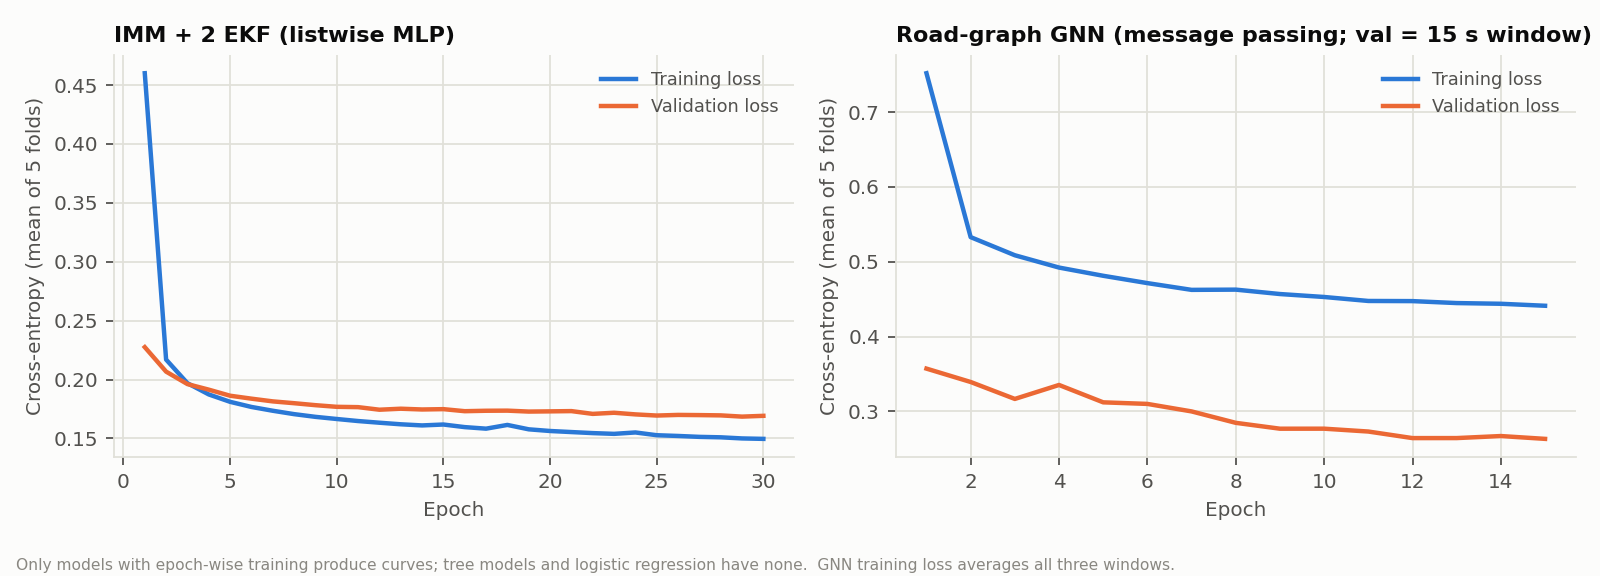 IMM + 2 EKF (listwise MLP)
Cross-entropy (mean of 5 folds)
0.45
0.40
0.35
0.30
0.25
0.20
0.15
Training loss
Validation loss
0
5
10
15
20
25
30
Epoch
Road-graph GNN (message passing; val = 15 s window)
Cross-entropy (mean of 5 folds)
0.7
0.6
0.5
0.4
0.3
Training loss
Validation loss
2
4
6
8
10
12
14
Epoch
Only models with epoch-wise training produce curves; tree models and logistic regression have none.  GNN training loss averages all three windows.